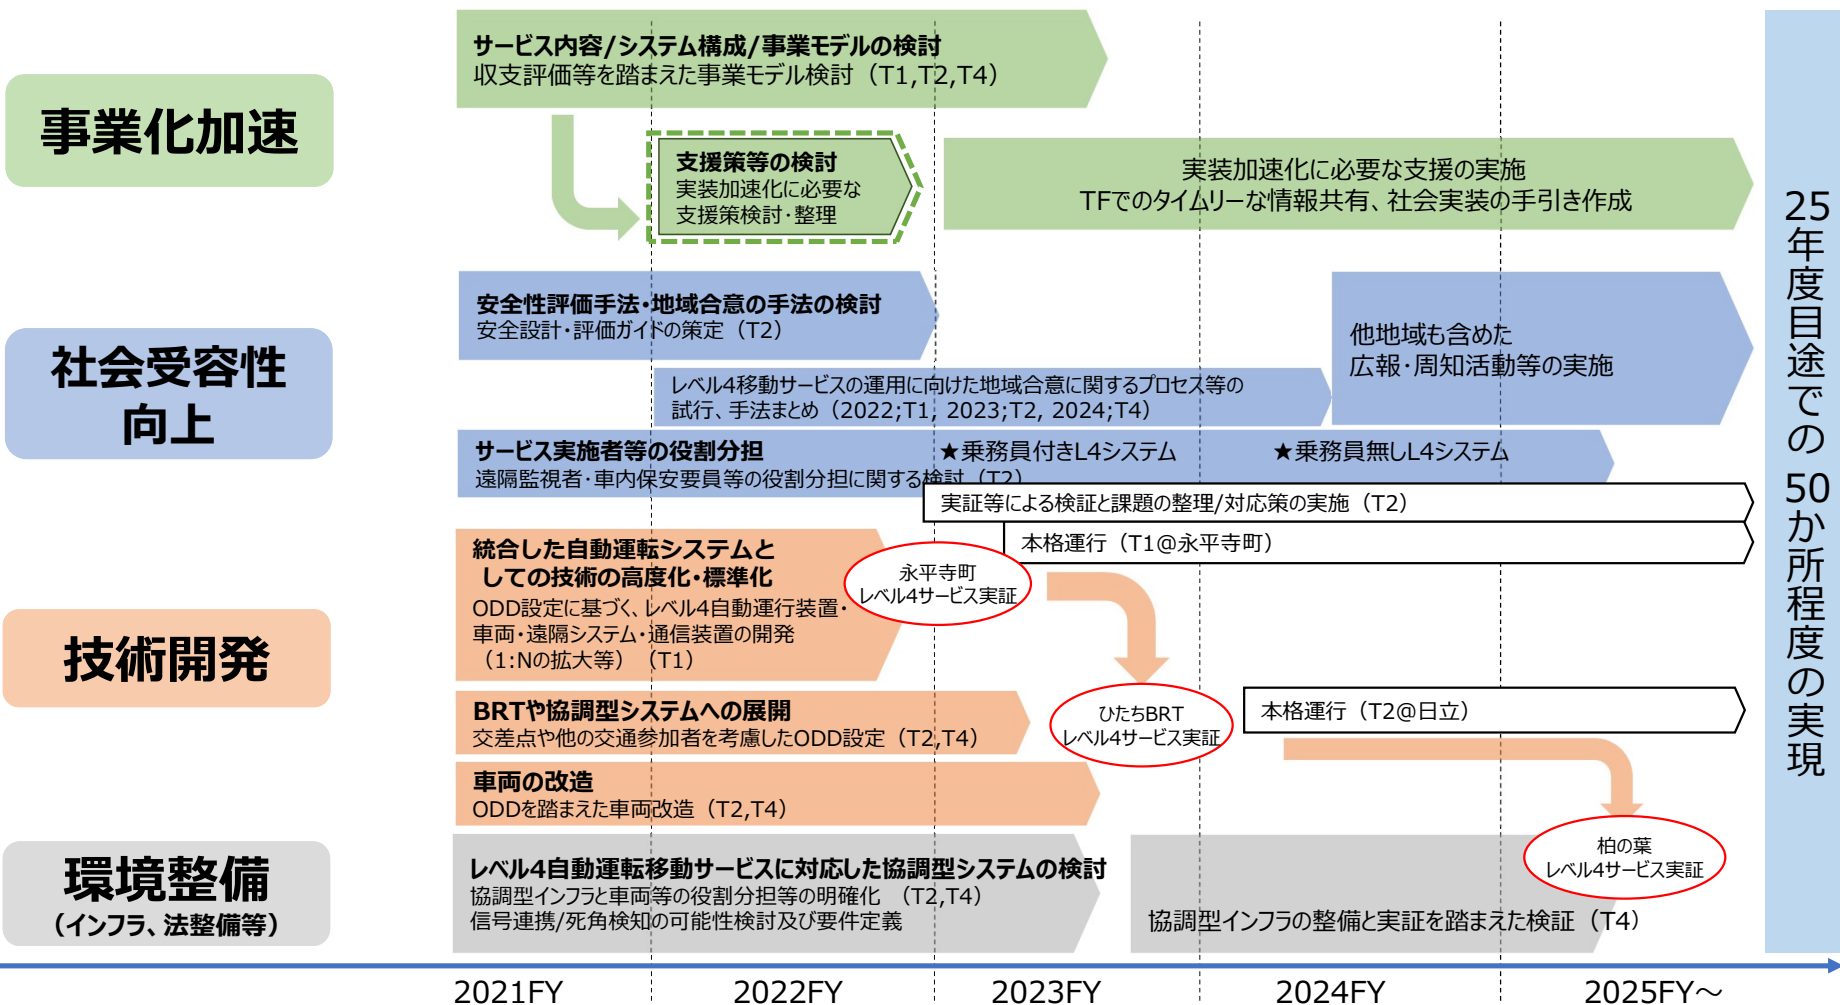 事業化加速
サービス内容/システム構成/事業モデルの検討
収支評価等を踏まえた事業モデル検討（T1,T2,T4）
支援策等の検討
実装加速化に必要な
支援策検討・整理
実装加速化に必要な支援の実施
TFでのタイムリーな情報共有、社会実装の手引き作成
社会受容性
向上
安全性評価手法・地域合意の手法の検討
安全設計・評価ガイドの策定（T2）
レベル4移動サービスの運用に向けた地域合意に関するプロセス等の
試行、手法まとめ（2022;T1, 2023;T2, 2024;T4）
他地域も含めた
広報・周知活動等の実施
サービス実施者等の役割分担
遠隔監視者・車内保安要員等の役割分担に関する検討（T2）
★乗務員付きL4システム
★乗務員無しL4システム
実証等による検証と課題の整理/対応策の実施（T2）
本格運行（T1@永平寺町）
技術開発
統合した自動運転システムと
しての技術の高度化・標準化
ODD設定に基づく、レベル4自動運行装置・
車両・遠隔システム・通信装置の開発
（1:Nの拡大等）（T1）
永平寺町
レベル4サービス実証
BRTや協調型システムへの展開
交差点や他の交通参加者を考慮したODD設定（T2,T4）
ひたちBRT
レベル4サービス実証
本格運行（T2@日立）
車両の改造
ODDを踏まえた車両改造（T2,T4）
環境整備
（インフラ、法整備等）
レベル4自動運転移動サービスに対応した協調型システムの検討
協調型インフラと車両等の役割分担等の明確化 （T2,T4）
信号連携/死角検知の可能性検討及び要件定義
柏の葉
レベル4サービス実証
協調型インフラの整備と実証を踏まえた検証（T4）
25年度目途での 50か所程度の実現
2021FY
2022FY
2023FY
2024FY
2025FY～